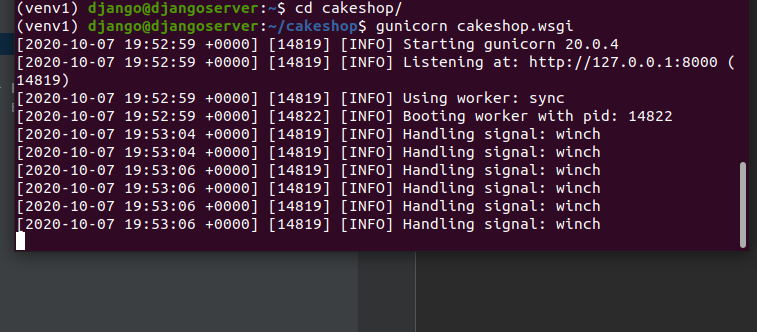 (venv1) django@djangoserver:~$ cd cakeshop/
(venv1) django@djangoserver:~/cakeshop$ gunicorn cakeshop.wsgi
[2020-10-07 19:52:59 +0000] [14819] [INFO] Starting gunicorn 20.0.4
[2020-10-07 19:52:59 +0000] [14819] [INFO] Listening at: http://127.0.0.1:8000 (
14819)
[2020-10-07 19:52:59 +0000] [14819] [INFO] Using worker: sync
[2020-10-07 19:52:59 +0000] [14822] [INFO] Booting worker with pid: 14822
[2020-10-07 19:53:04 +0000] [14819] [INFO] Handling signal: winch
[2020-10-07 19:53:04 +0000] [14819] [INFO] Handling signal: winch
[2020-10-07 19:53:06 +0000] [14819] [INFO] Handling signal: winch
[2020-10-07 19:53:06 +0000] [14819] [INFO] Handling signal: winch
[2020-10-07 19:53:06 +0000] [14819] [INFO] Handling signal: winch
[2020-10-07 19:53:06 +0000] [14819] [INFO] Handling signal: winch